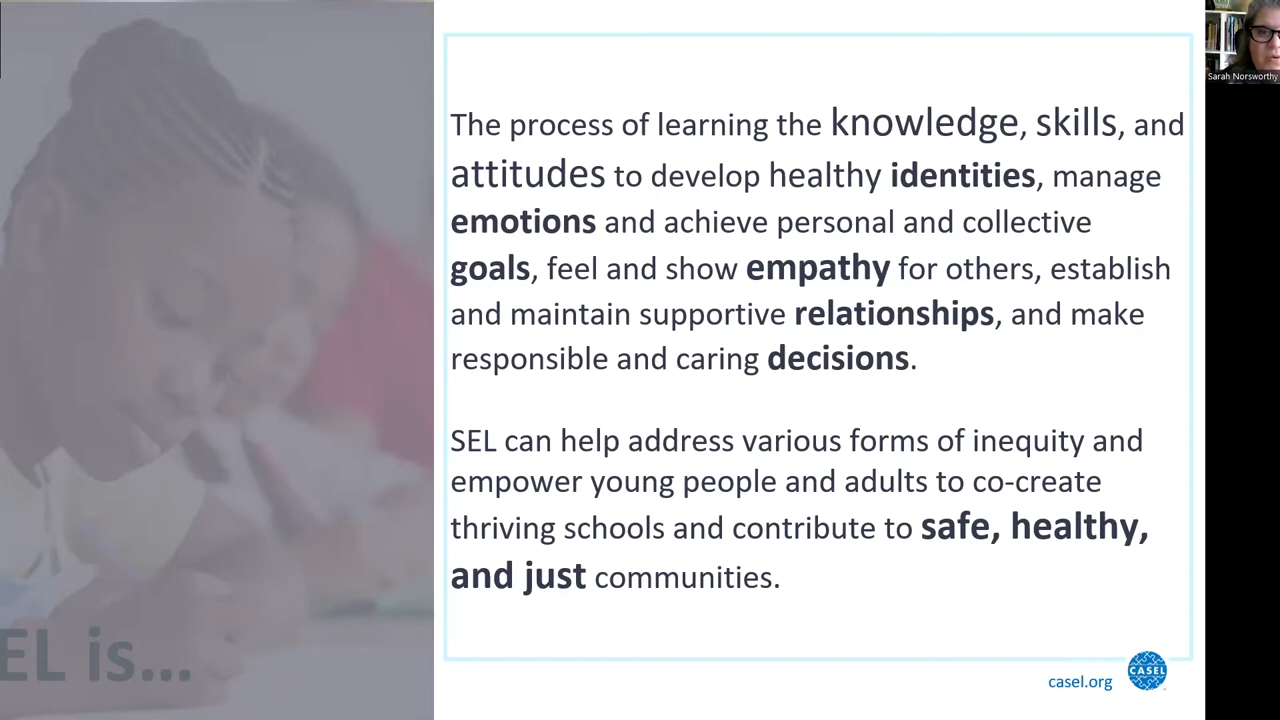 The process of learning the knowledge, skills, and
attitudes to develop healthy identities, manage
emotions and achieve personal and collective
goals, feel and show empathy for others, establish
and maintain supportive relationships, and make
responsible and caring decisions.
SEL can help address various forms of inequity and
empower young people and adults to co-create
thriving schools and contribute to safe, healthy,
and just communities.
EL is...
casel.org
CASEL
Sarah Norsworthy